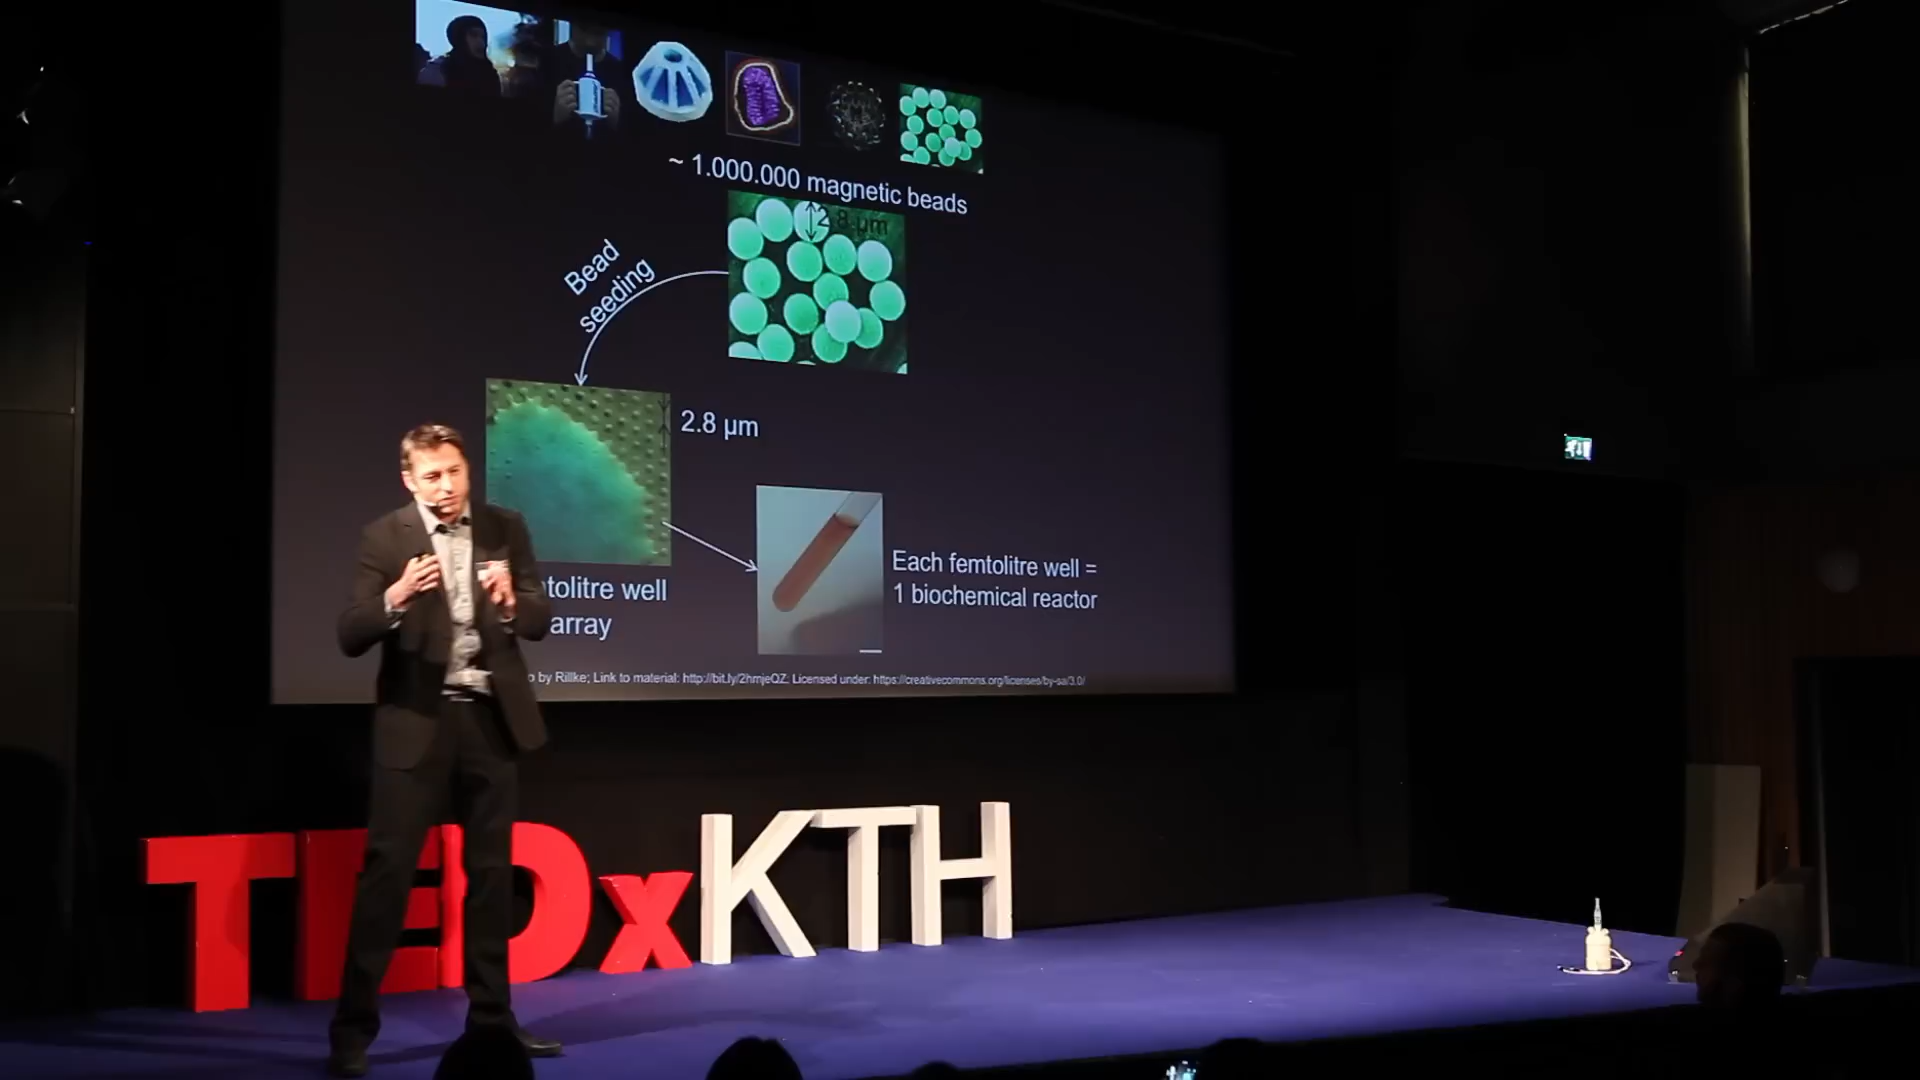 ~ 1.000.000 magnetic beads
2.8 µm
Bead
seeding
2.8 µm
Each femtolitre well =
1 biochemical reactor
tolitre well
array
by Rillke; Link to material: http://bit.ly/2hmjeQZ; Licensed under: https://creativecommons.org/licenses/by-sa/3.0/
TEDxKTH